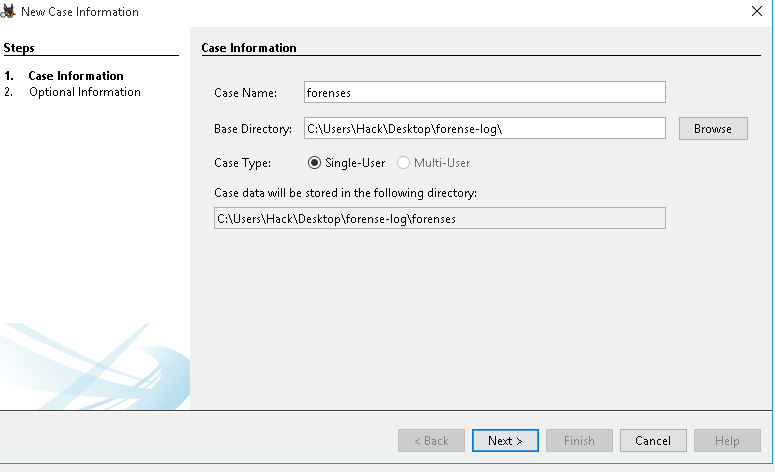 New Case Information
Steps
1. Case Information
2. Optional Information
Case Information
Case Name: forenses
Base Directory: C:\Users\Hack\Desktop\forense-log\ Browse
Case Type: Single-User Multi-User
Case data will be stored in the following directory:
C:\Users\Hack\Desktop\forense-log\forenses
< Back Next > Finish Cancel Help